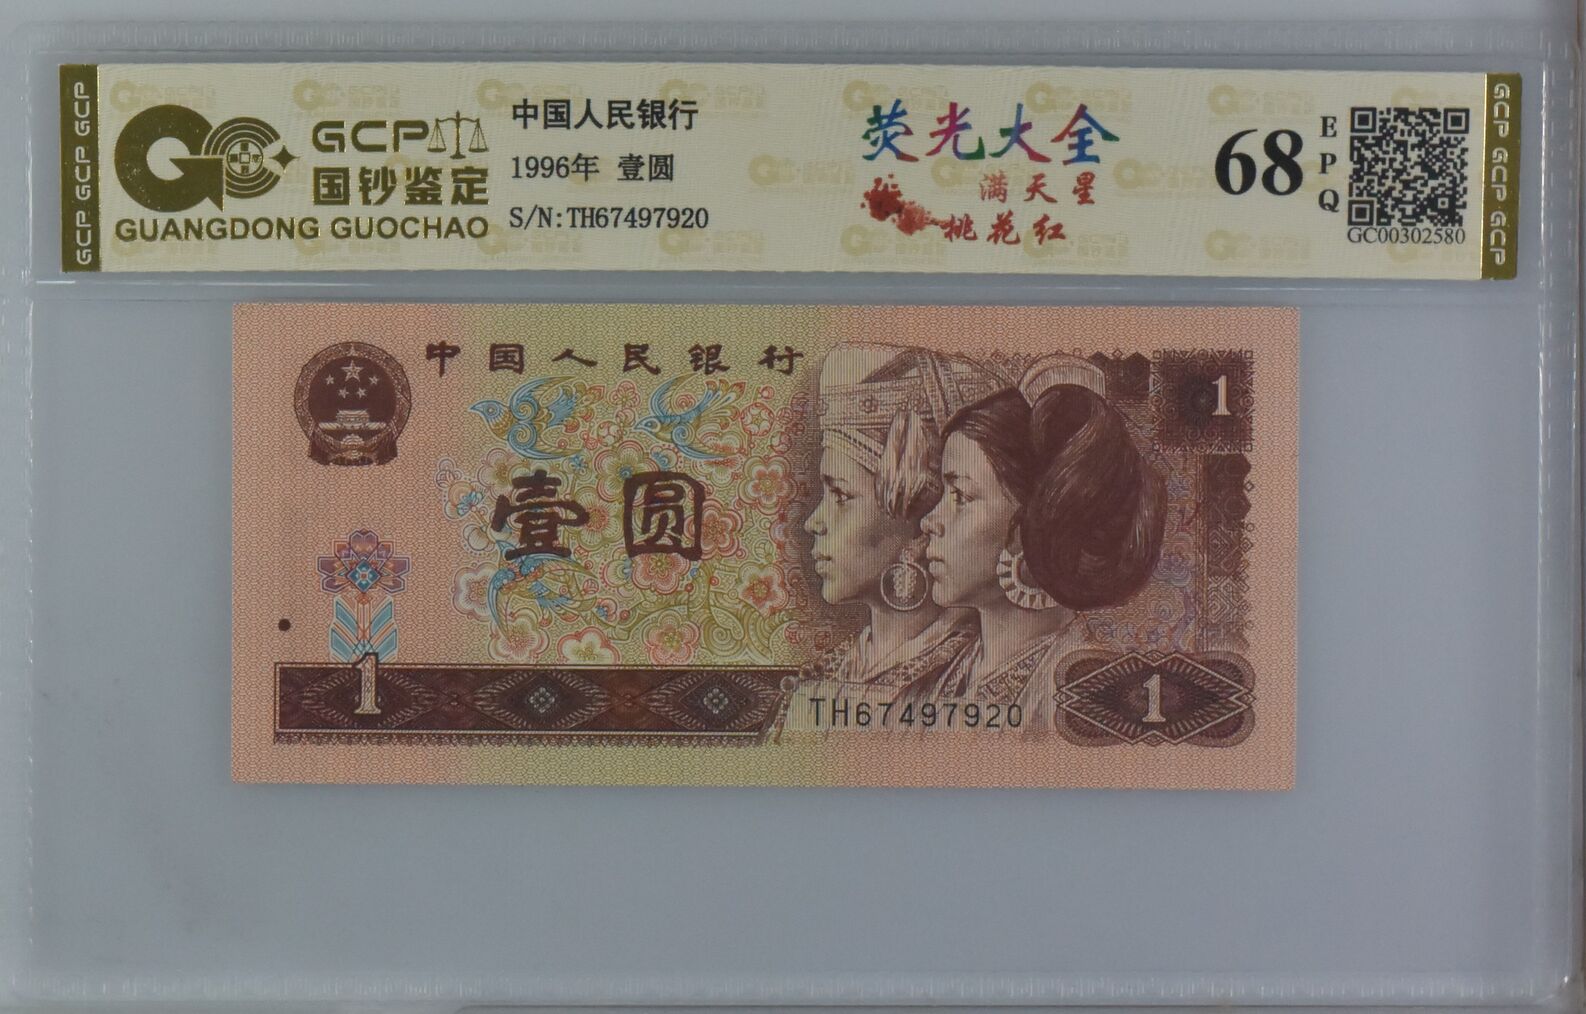 GCP GCP GCP
GCP
国钞鉴定
GUANGDONG GUOCHAO
中国人民银行
1996年 壹圆
S/N:TH67497920
荧光大全
满天星
桃花红
68
EPQ
GC00302580
GCP GCP GCP
中国人民银行
1
壹圆
1
TH67497920
1